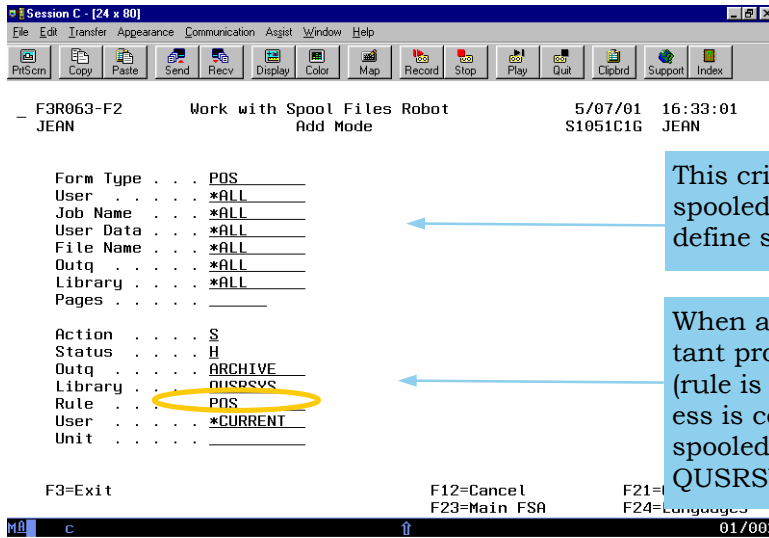 Session C - [24 x 80]
File Edit Transfer Appearance Communication Assist Window Help
PrtScrn Copy Paste Send Recv Display Color Map Record Stop Play Quit Clipbrd Support Index
_ F3R063-F2 Work with Spool Files Robot 5/07/01 16:33:01
JEAN Add Mode S1051C1G JEAN
Form Type . . . POS
User . . . . . *ALL
Job Name . . . *ALL
User Data . . . *ALL
File Name . . . *ALL
Outq . . . . . *ALL
Library . . . . *ALL
Pages . . . . . ______
Action . . . . S
Status . . . . H
Outq . . . . . ARCHIVE
Library . . . . QUSRSYS
Rule . . . POS
User . . . . . *CURRENT
Unit . . . . . __________
This cri
spooled
define s
When a
tant pro
(rule is
ess is c
spooled
QUSRS
F3=Exit F12=Cancel F21=
F23=Main FSA F24=Languages
MA c 01/00